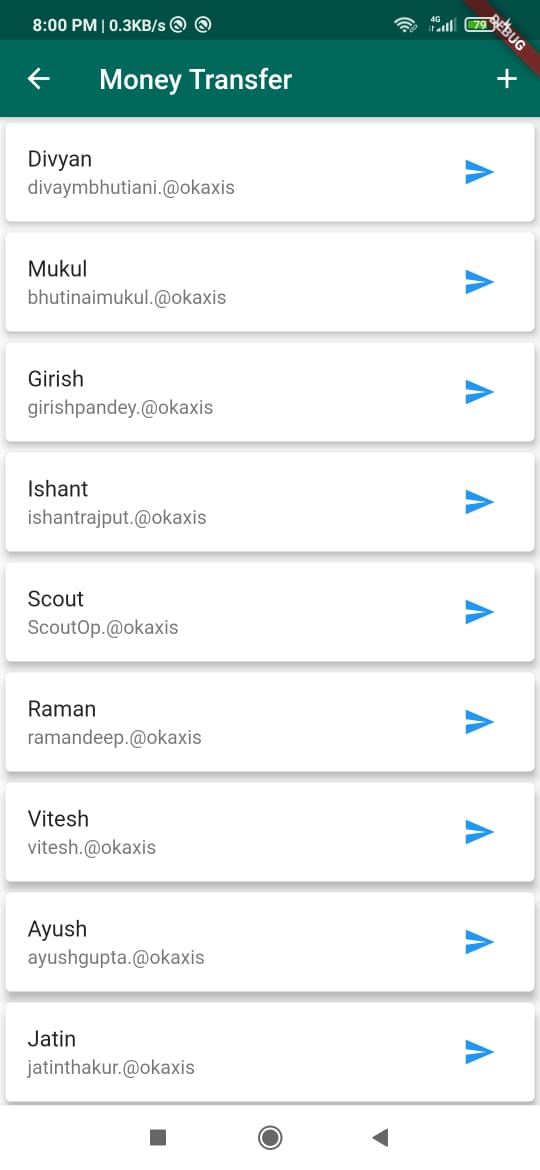 8:00 PM | 0.3KB/s
4G
79
DEBUG
Money Transfer
Divyan
divaymbhutiani.@okaxis
Mukul
bhutinaimukul.@okaxis
Girish
girishpandey.@okaxis
Ishant
ishantrajput.@okaxis
Scout
ScoutOp.@okaxis
Raman
ramandeep.@okaxis
Vitesh
vitesh.@okaxis
Ayush
ayushgupta.@okaxis
Jatin
jatinthakur.@okaxis